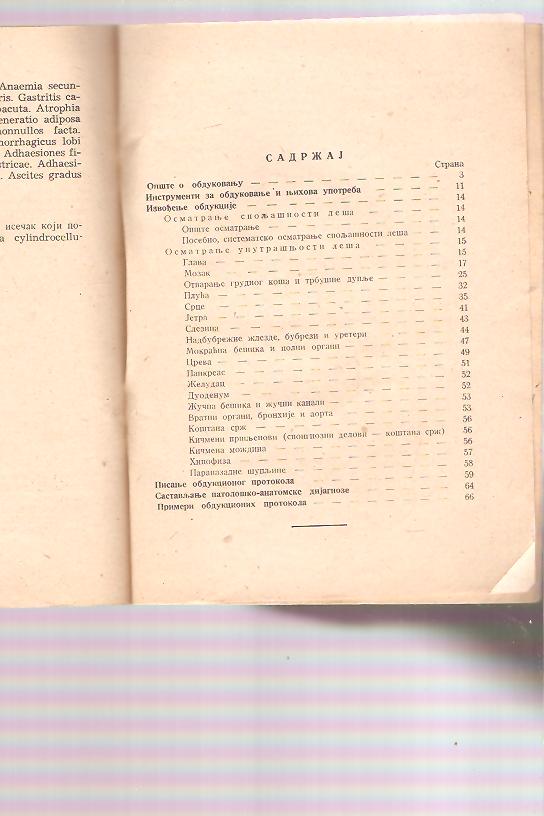 Anaemia secun-
ris. Gastritis ca-
acuta. Atrophia
eneratio adiposa
nonnullos facta.
morrhagicus lobi
Adhaesiones fi-
stricae. Adhaesi-
. Ascites gradus
исечак који по-
a cylindrocellu-
САДРЖАЈ
Страна
Опште о обдуковању — 3
Инструменти за обдуковање и њихова употреба — 11
Извођење обдукције — 14
Осматрање спољашности леша — 14
Опште осматрање — 14
Посебно, систематско осматрање спољашности леша — 14
Осматрање унутрашњости леша — 15
Глава — 15
Мозак — 17
Отварање грудног коша и трбушне дупље — 25
Плућа — 32
Срце — 35
Јетра — 41
Слезина — 43
Надбубрежне жлезде, бубрези и уретери — 44
Мокраћна бешика и полни органи — 47
Црева — 49
Панкреас — 51
Желудац — 52
Дуоденум — 52
Жучна бешика и жучни канали — 53
Вратни органи, бронхије и аорта — 53
Коштана срж — 56
Кичмени пршљенови (спонгиозни делови — коштана срж) 56
Кичмена мождина — 56
Хипофиза — 57
Параназалне шупљине — 58
Писање обдукционог протокола — 59
Састављање патолошко-анатомске дијагнозе — 64
Примери обдукционих протокола — 66